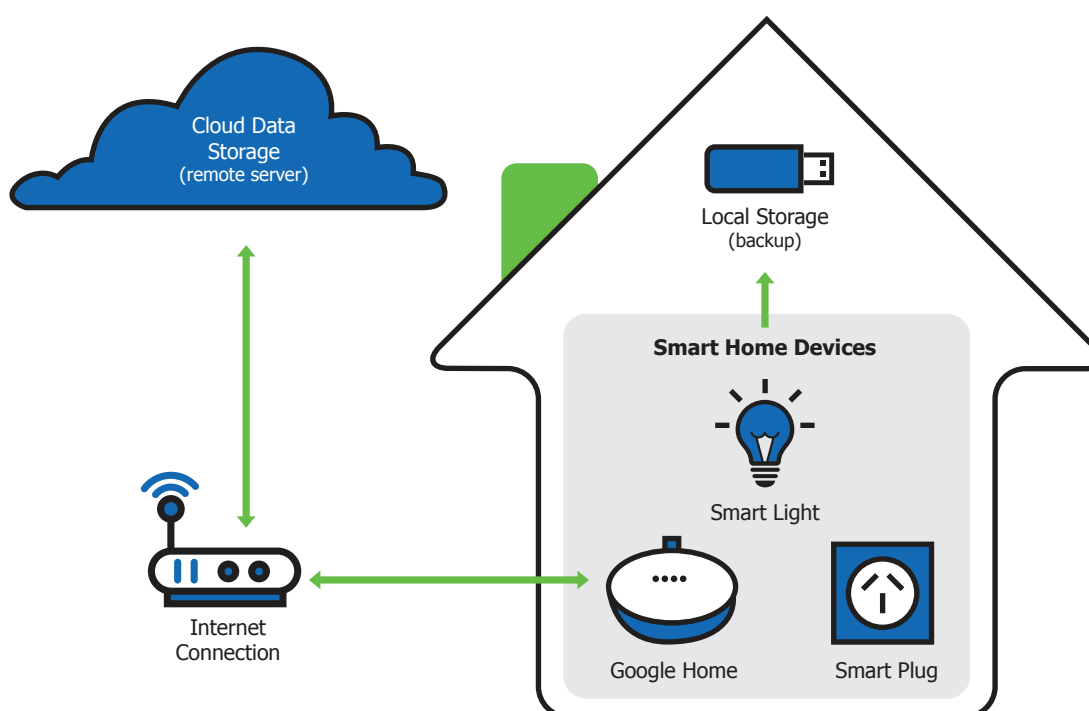 Cloud Data
Storage
(remote server)
Local Storage
(backup)
Smart Home Devices
Smart Light
Internet
Connection
Google Home
Smart Plug